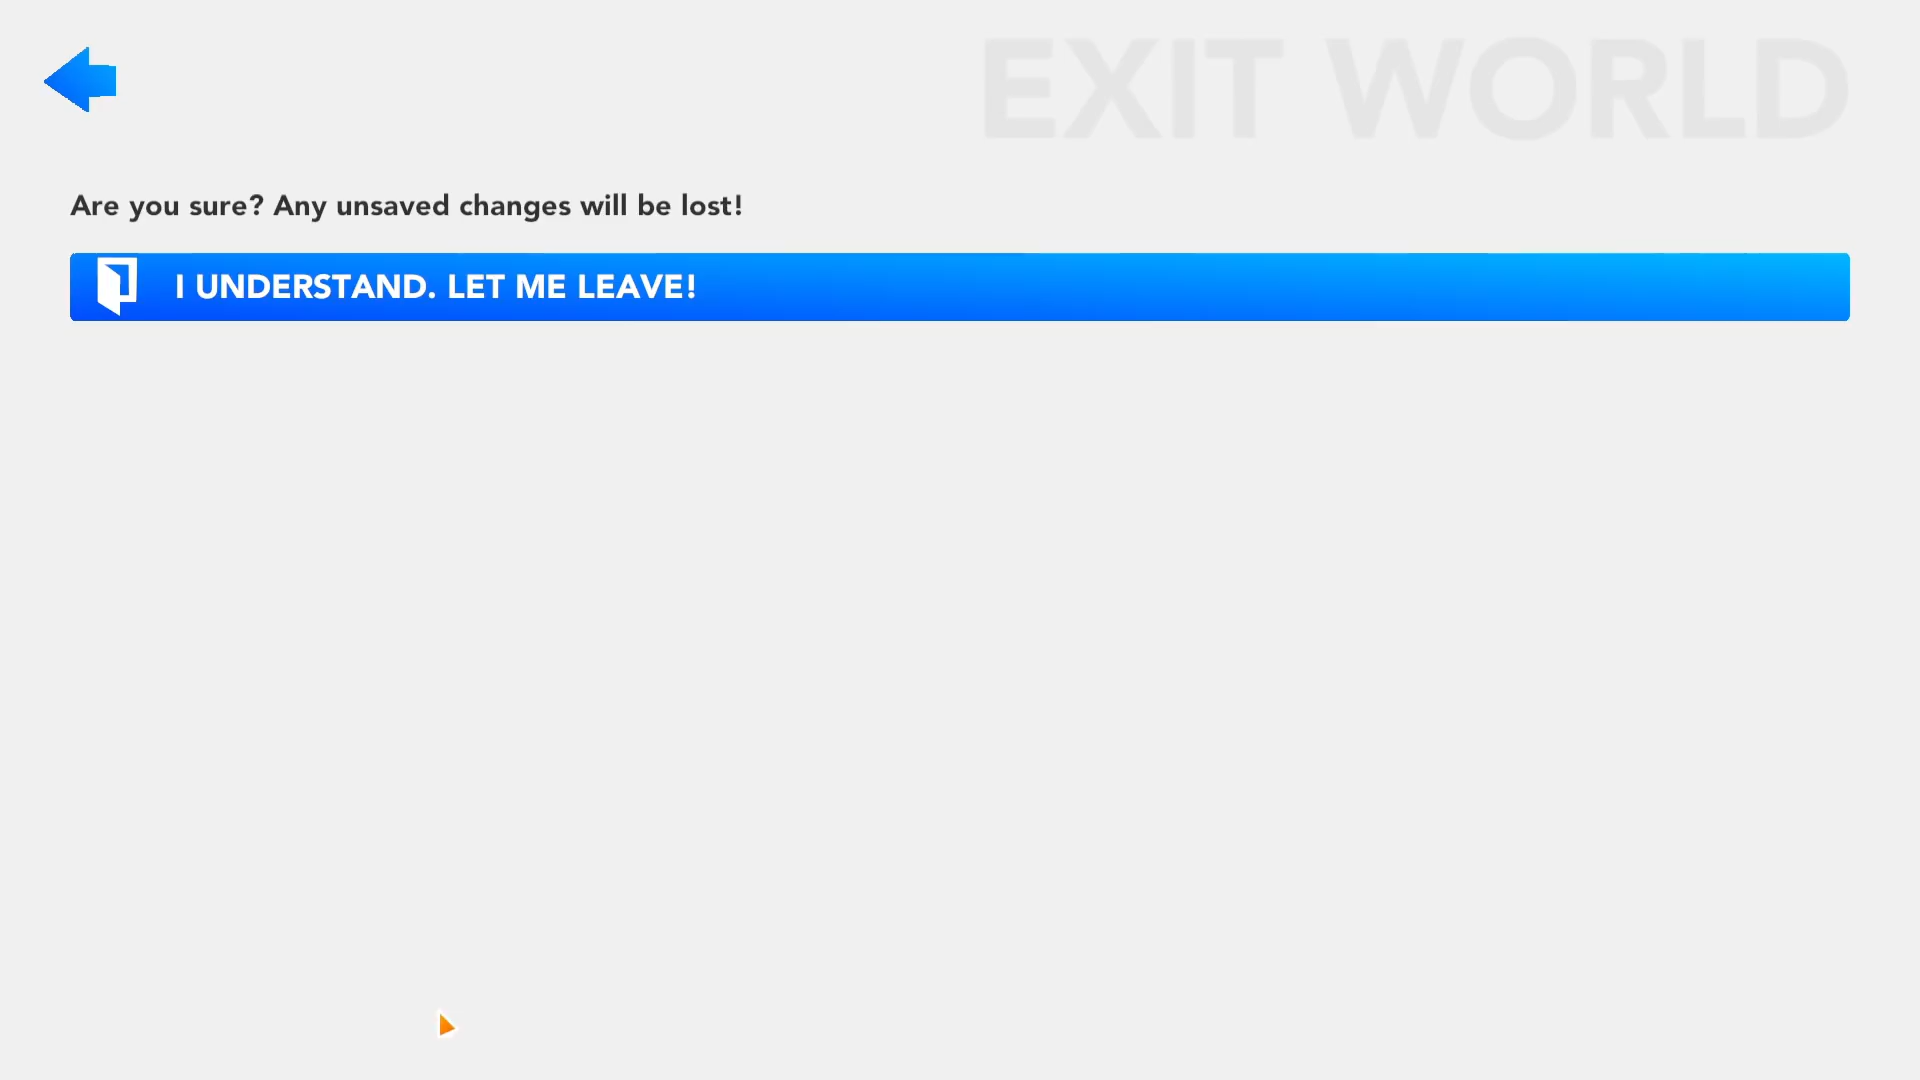 EXIT WORLD
Are you sure? Any unsaved changes will be lost!
I UNDERSTAND. LET ME LEAVE!